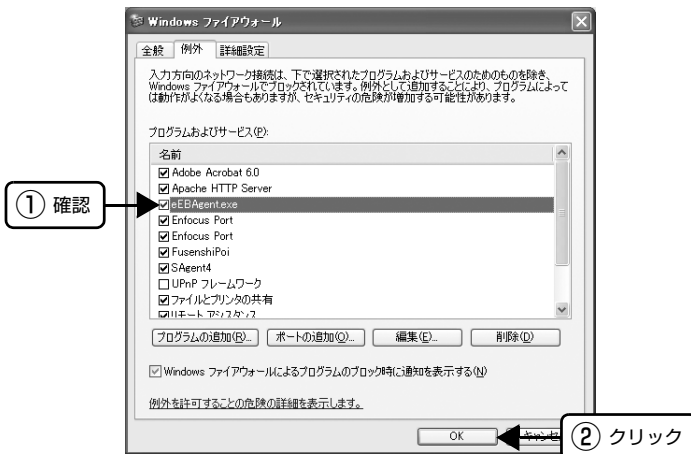 Windows ファイアウォール
全般 例外 詳細設定
入力方向のネットワーク接続は、下で選択されたプログラムおよびサービスのためのものを除き、
Windows ファイアウォールでブロックされています。例外として追加することにより、プログラムによって
は動作がよくなる場合もありますが、セキュリティの危険が増加する可能性があります。
プログラムおよびサービス(P):
名前
Adobe Acrobat 6.0
Apache HTTP Server
① 確認
eEBAgent.exe
Enfocus Port
Enfocus Port
FusenshiPoi
SAgent4
UPnP フレームワーク
ファイルとプリンタの共有
リモート アシスタンス
プログラムの追加(R)... ポートの追加(O)... 編集(E)... 削除(D)
Windows ファイアウォールによるプログラムのブロック時に通知を表示する(N)
例外を許可することの危険の詳細を表示します。
OK キャンセ
② クリック